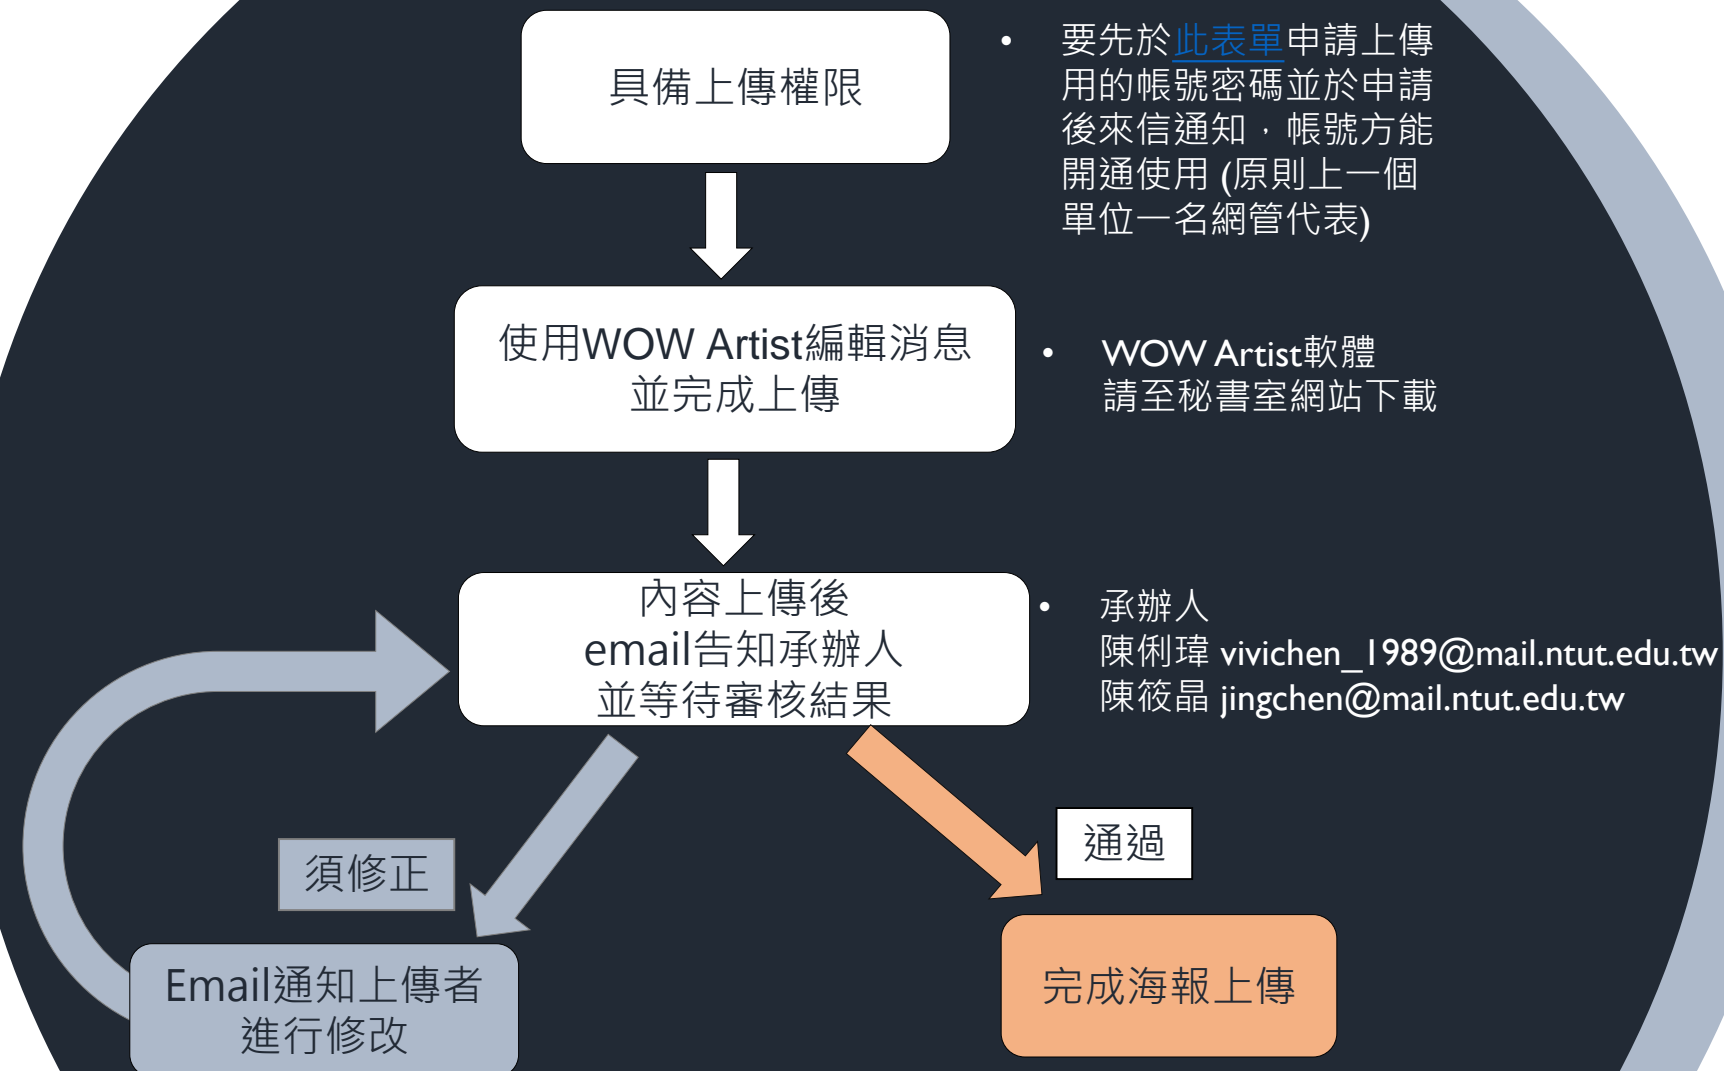 具備上傳權限
• 要先於此表單申請上傳
用的帳號密碼並於申請
後來信通知，帳號方能
開通使用 (原則上一個
單位一名網管代表)
使用WOW Artist編輯消息
並完成上傳
• WOW Artist軟體
請至秘書室網站下載
內容上傳後
email告知承辦人
並等待審核結果
• 承辦人
陳俐瑋 vivichen_1989@mail.ntut.edu.tw
陳筱晶 jingchen@mail.ntut.edu.tw
須修正
通過
Email通知上傳者
進行修改
完成海報上傳